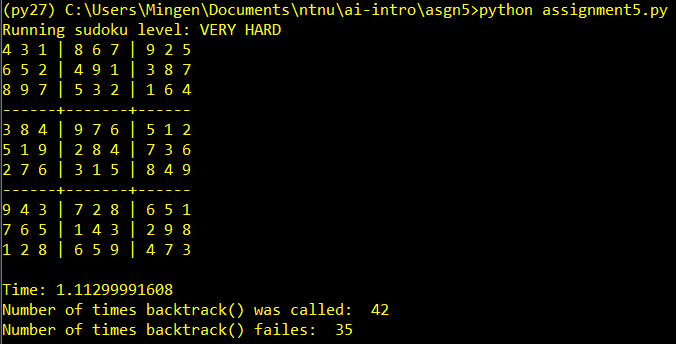 (py27) C:\Users\Mingen\Documents\ntnu\ai-intro\asgn5>python assignment5.py
Running sudoku level: VERY HARD
4 3 1 | 8 6 7 | 9 2 5
6 5 2 | 4 9 1 | 3 8 7
8 9 7 | 5 3 2 | 1 6 4
------+-------+------
3 8 4 | 9 7 6 | 5 1 2
5 1 9 | 2 8 4 | 7 3 6
2 7 6 | 3 1 5 | 8 4 9
------+-------+------
9 4 3 | 7 2 8 | 6 5 1
7 6 5 | 1 4 3 | 2 9 8
1 2 8 | 6 5 9 | 4 7 3
Time: 1.11299991608
Number of times backtrack() was called:  42
Number of times backtrack() failes:  35